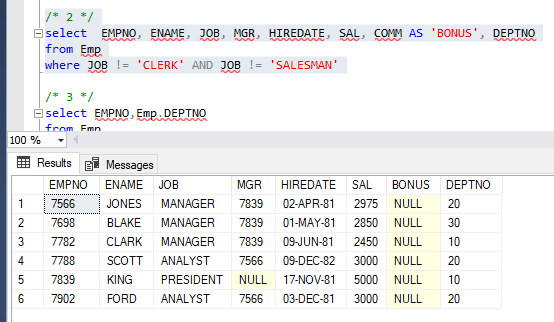 /* 2 */
select EMPNO, ENAME, JOB, MGR, HIREDATE, SAL, COMM AS 'BONUS', DEPTNO
from Emp
where JOB != 'CLERK' AND JOB != 'SALESMAN'
/* 3 */
select EMPNO,Emp.DEPTNO
from Emp
100 %
Results Messages
EMPNO ENAME JOB MGR HIREDATE SAL BONUS DEPTNO
1 7566 JONES MANAGER 7839 02-APR-81 2975 NULL 20
2 7698 BLAKE MANAGER 7839 01-MAY-81 2850 NULL 30
3 7782 CLARK MANAGER 7839 09-JUN-81 2450 NULL 10
4 7788 SCOTT ANALYST 7566 09-DEC-82 3000 NULL 20
5 7839 KING PRESIDENT NULL 17-NOV-81 5000 NULL 10
6 7902 FORD ANALYST 7566 03-DEC-81 3000 NULL 20